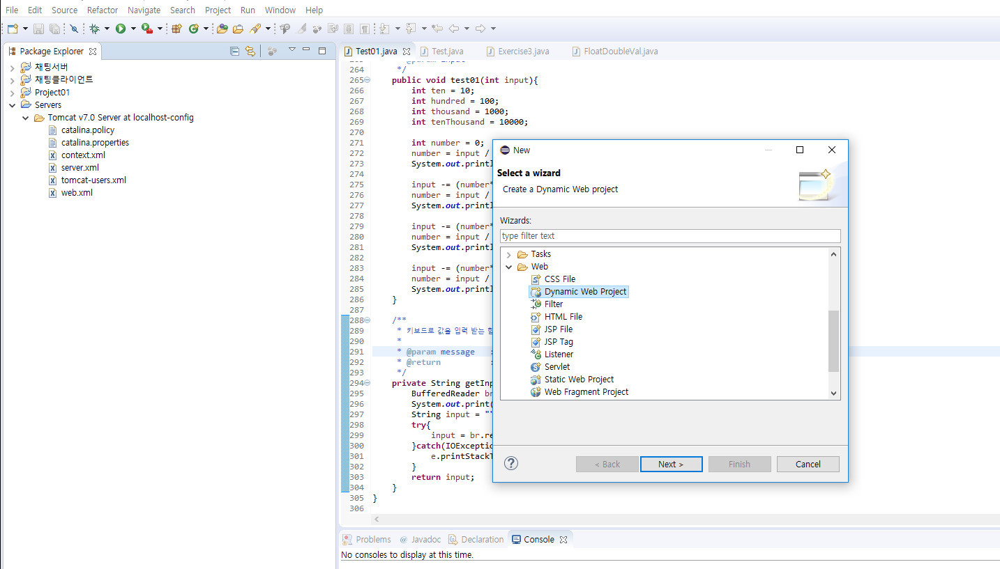 File Edit Source Refactor Navigate Search Project Run Window Help
Package Explorer
채팅서버
채팅클라이언트
Project01
Servers
Tomcat v7.0 Server at localhost-config
catalina.policy
catalina.properties
context.xml
server.xml
tomcat-users.xml
web.xml
Test01.java Test.java Exercise3.java FloatDoubleVal.java
264 */
265 public void test01(int input){
266 int ten = 10;
267 int hundred = 100;
268 int thousand = 1000;
269 int tenThousand = 10000;
270
271 int number = 0;
272 number = input /
273 System.out.print
274
275 input -= (number*
276 number = input /
277 System.out.print
278
279 input -= (number*
280 number = input /
281 System.out.print
282
283 input -= (number*
284 number = input /
285 System.out.print
286 }
287
288 /**
289 * 키보드로 값을 입력 받는
290 *
291 * @param message :
292 * @return :
293 */
294 private String getInp
295 BufferedReader br
296 System.out.print(
297 String input = ""
298 try{
299 input = br.re
300 }catch(IOExceptio
301 e.printStackT
302 }
303 return input;
304 }
305 }
306
New
Select a wizard
Create a Dynamic Web project
Wizards:
type filter text
Tasks
Web
CSS File
Dynamic Web Project
Filter
HTML File
JSP File
JSP Tag
Listener
Servlet
Static Web Project
Web Fragment Project
< Back Next > Finish Cancel
Problems @ Javadoc Declaration Console
No consoles to display at this time.